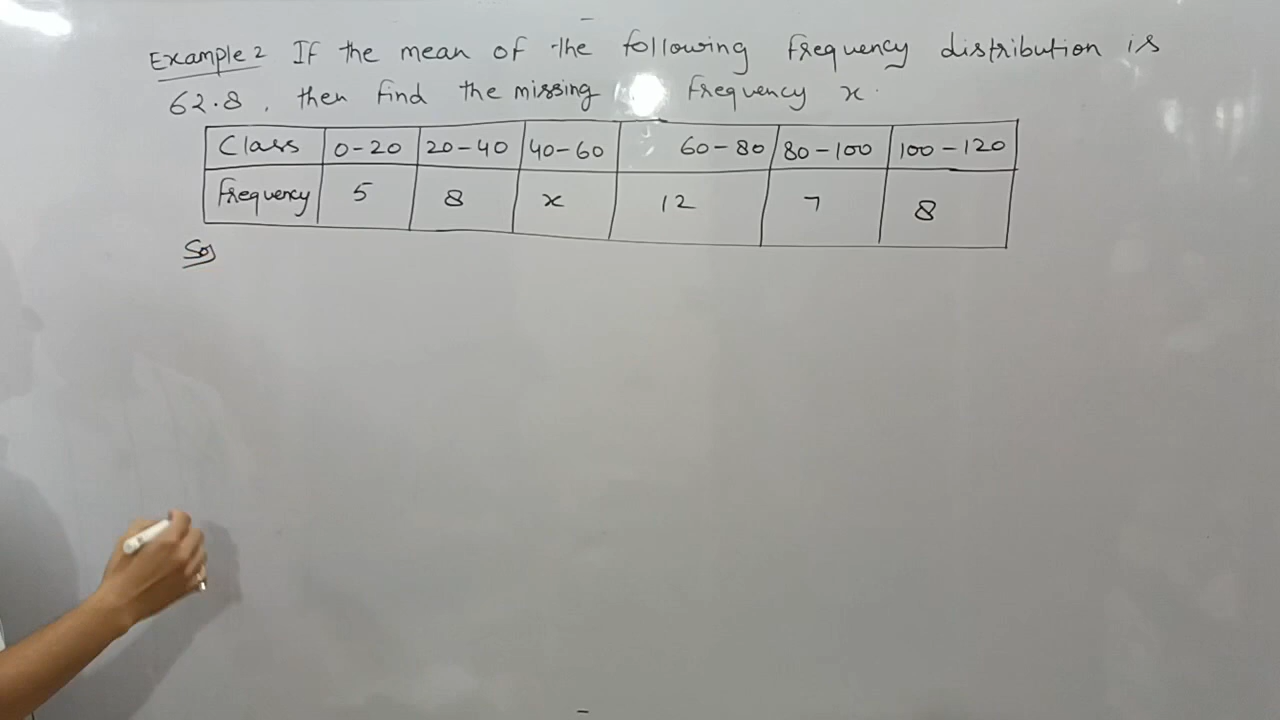 Example 2 If the mean of the following frequency distribution is
62.8, then find the missing frequency x.
Class 0-20 20-40 40-60 60-80 80-100 100-120
Frequency 5 8 x 12 7 8
Sol